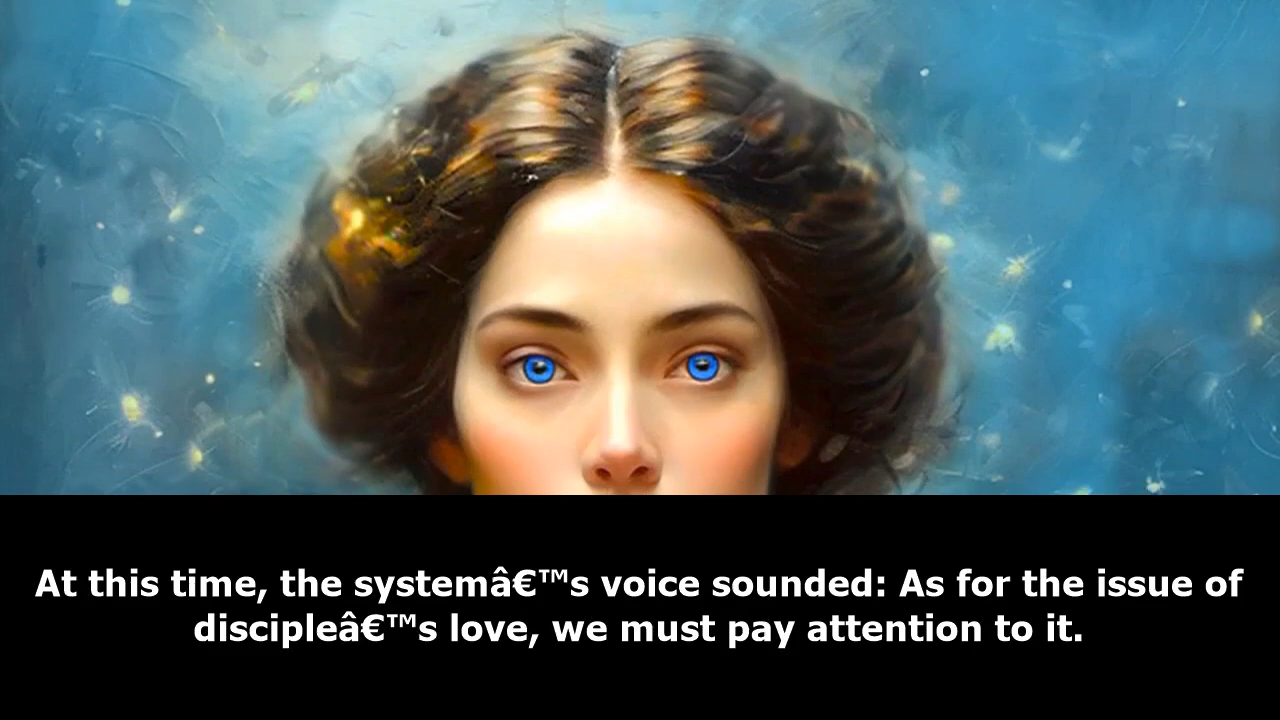 At this time, the systemâ€™s voice sounded: As for the issue of
discipleâ€™s love, we must pay attention to it.